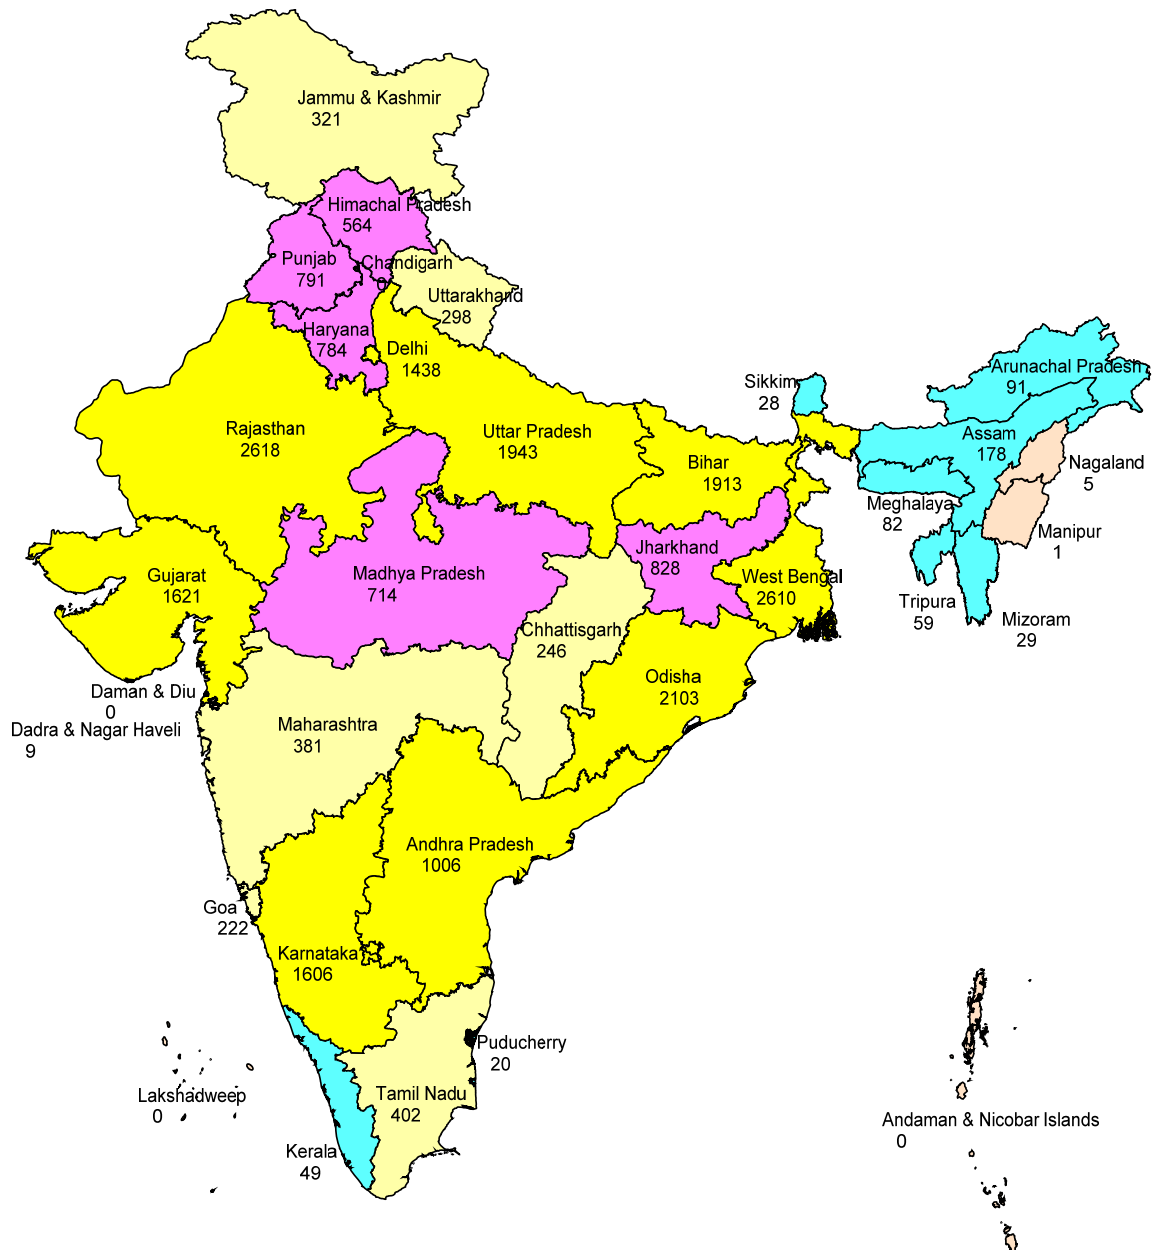 Jammu & Kashmir
321
Himachal Pradesh
564
Punjab
791
Chandigarh
0
Uttarakhand
298
Haryana
784
Delhi
1438
Rajasthan
2618
Uttar Pradesh
1943
Bihar
1913
Sikkim
28
Arunachal Pradesh
91
Assam
178
Nagaland
5
Meghalaya
82
Manipur
1
Tripura
59
Mizoram
29
Gujarat
1621
Madhya Pradesh
714
Jharkhand
828
West Bengal
2610
Chhattisgarh
246
Odisha
2103
Daman & Diu
0
Dadra & Nagar Haveli
9
Maharashtra
381
Andhra Pradesh
1006
Goa
222
Karnataka
1606
Puducherry
20
Lakshadweep
0
Tamil Nadu
402
Kerala
49
Andaman & Nicobar Islands
0